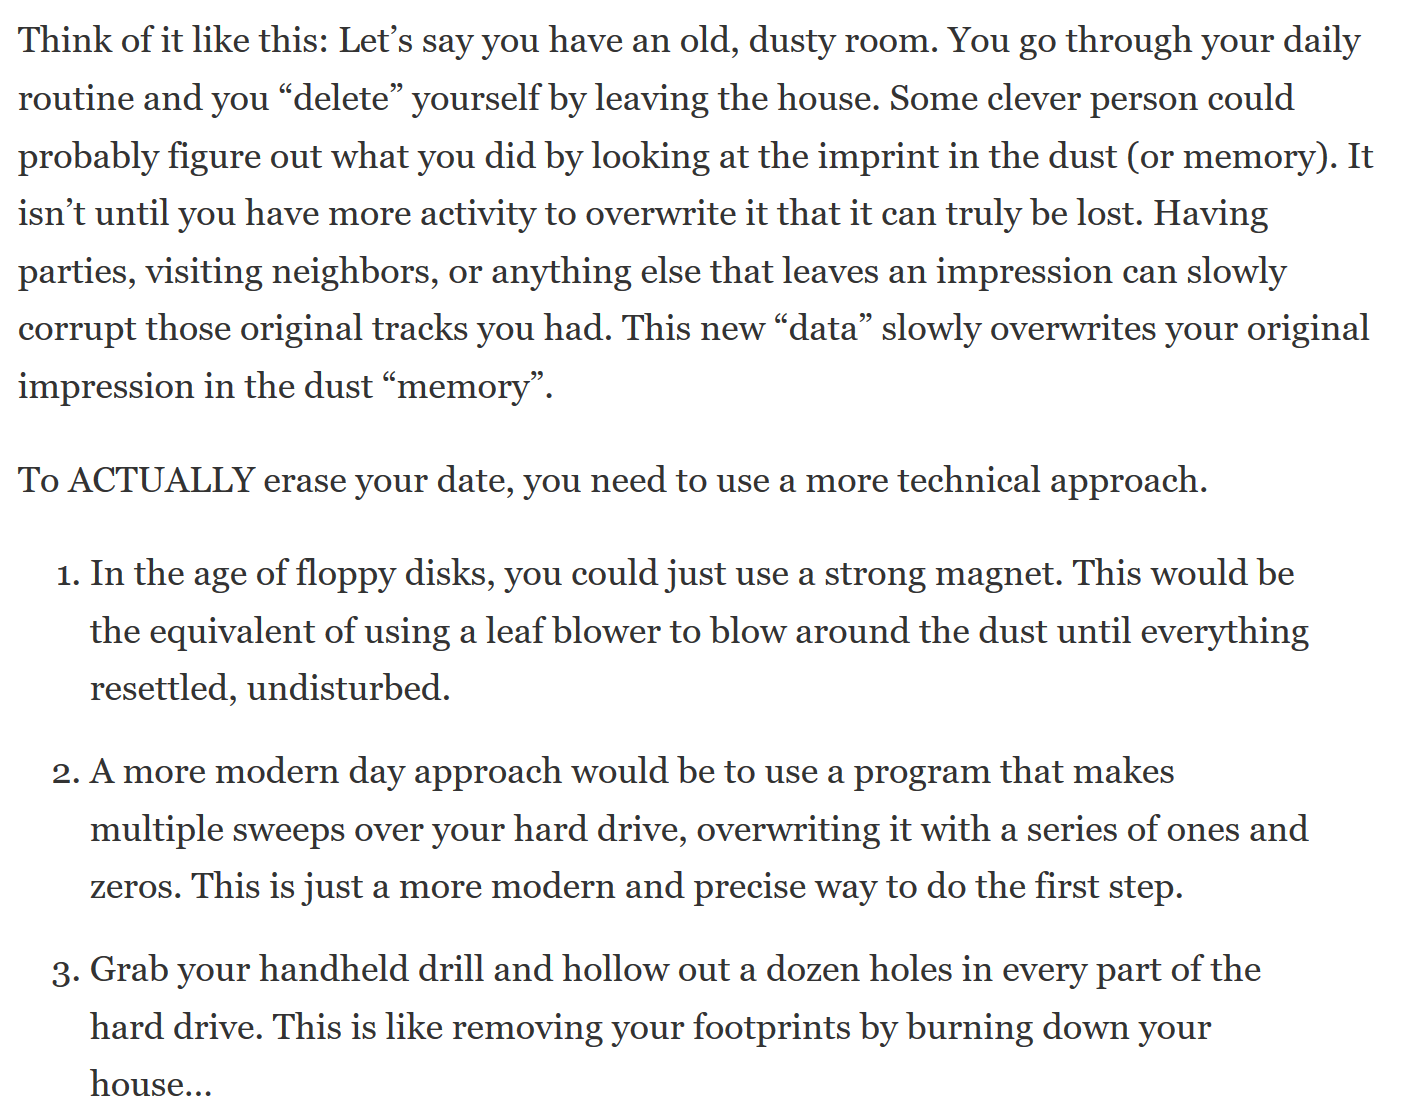 Think of it like this: Let’s say you have an old, dusty room. You go through your daily
routine and you “delete” yourself by leaving the house. Some clever person could
probably figure out what you did by looking at the imprint in the dust (or memory). It
isn’t until you have more activity to overwrite it that it can truly be lost. Having
parties, visiting neighbors, or anything else that leaves an impression can slowly
corrupt those original tracks you had. This new “data” slowly overwrites your original
impression in the dust “memory”.
To ACTUALLY erase your date, you need to use a more technical approach.
1. In the age of floppy disks, you could just use a strong magnet. This would be
the equivalent of using a leaf blower to blow around the dust until everything
resettled, undisturbed.
2. A more modern day approach would be to use a program that makes
multiple sweeps over your hard drive, overwriting it with a series of ones and
zeros. This is just a more modern and precise way to do the first step.
3. Grab your handheld drill and hollow out a dozen holes in every part of the
hard drive. This is like removing your footprints by burning down your
house...